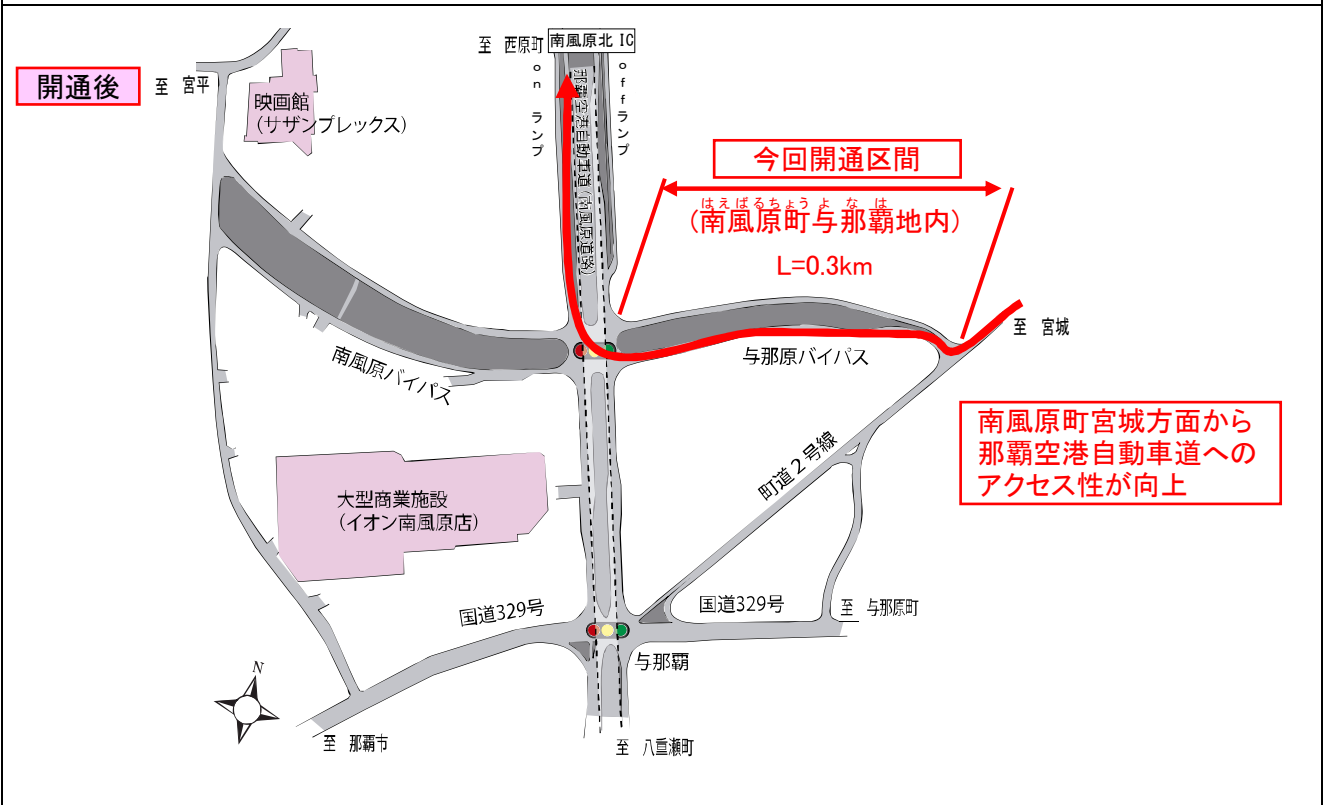 開通後
至 宮平
映画館
(サザンプレックス)
至 西原町
南風原北 IC
on ランプ
offランプ
那覇空港自動車道(南風原道路)
今回開通区間
はえばるちょう よ な は
(南風原町与那覇地内)
L=0.3km
至 宮城
与那原バイパス
南風原バイパス
南風原町宮城方面から
那覇空港自動車道への
アクセス性が向上
町道2号線
大型商業施設
(イオン南風原店)
国道329号
国道329号
至 与那原町
与那覇
N
至 那覇市
至 八重瀬町